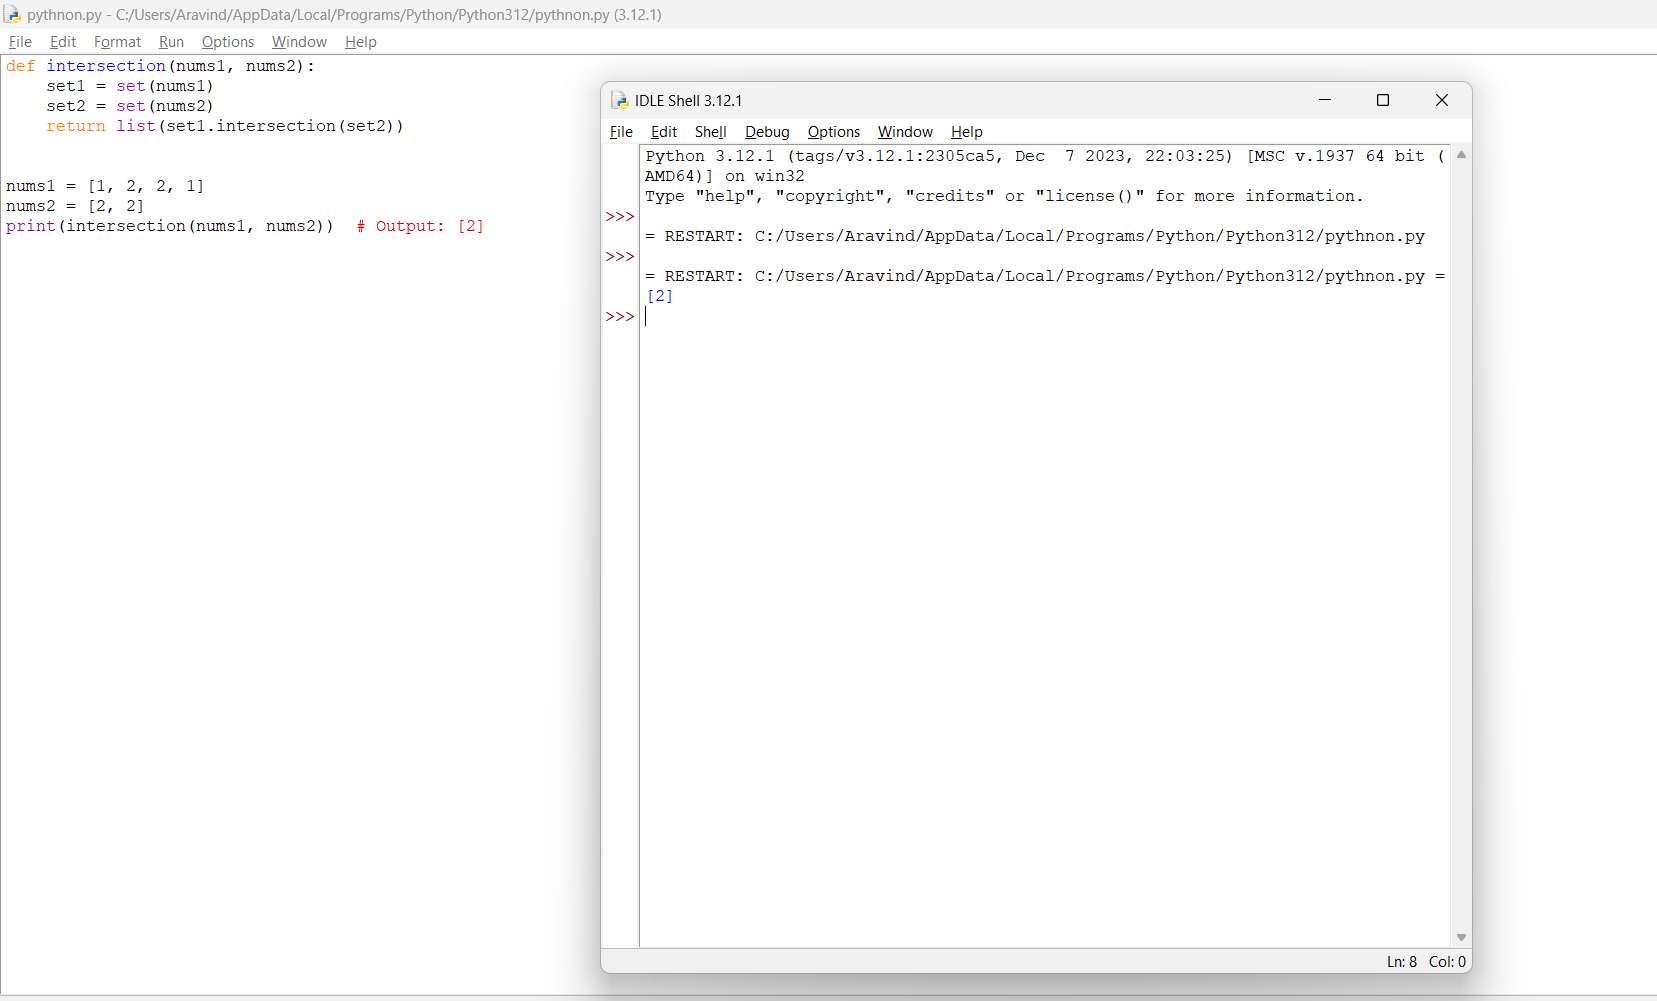 pythnon.py - C:/Users/Aravind/AppData/Local/Programs/Python/Python312/pythnon.py (3.12.1)
File Edit Format Run Options Window Help
def intersection(nums1, nums2):
    set1 = set(nums1)
    set2 = set(nums2)
    return list(set1.intersection(set2))
nums1 = [1, 2, 2, 1]
nums2 = [2, 2]
print(intersection(nums1, nums2))  # Output: [2]
IDLE Shell 3.12.1
File Edit Shell Debug Options Window Help
Python 3.12.1 (tags/v3.12.1:2305ca5, Dec  7 2023, 22:03:25) [MSC v.1937 64 bit (
AMD64)] on win32
Type "help", "copyright", "credits" or "license()" for more information.
>>>
= RESTART: C:/Users/Aravind/AppData/Local/Programs/Python/Python312/pythnon.py
>>>
= RESTART: C:/Users/Aravind/AppData/Local/Programs/Python/Python312/pythnon.py =
[2]
>>>
Ln: 8 Col: 0